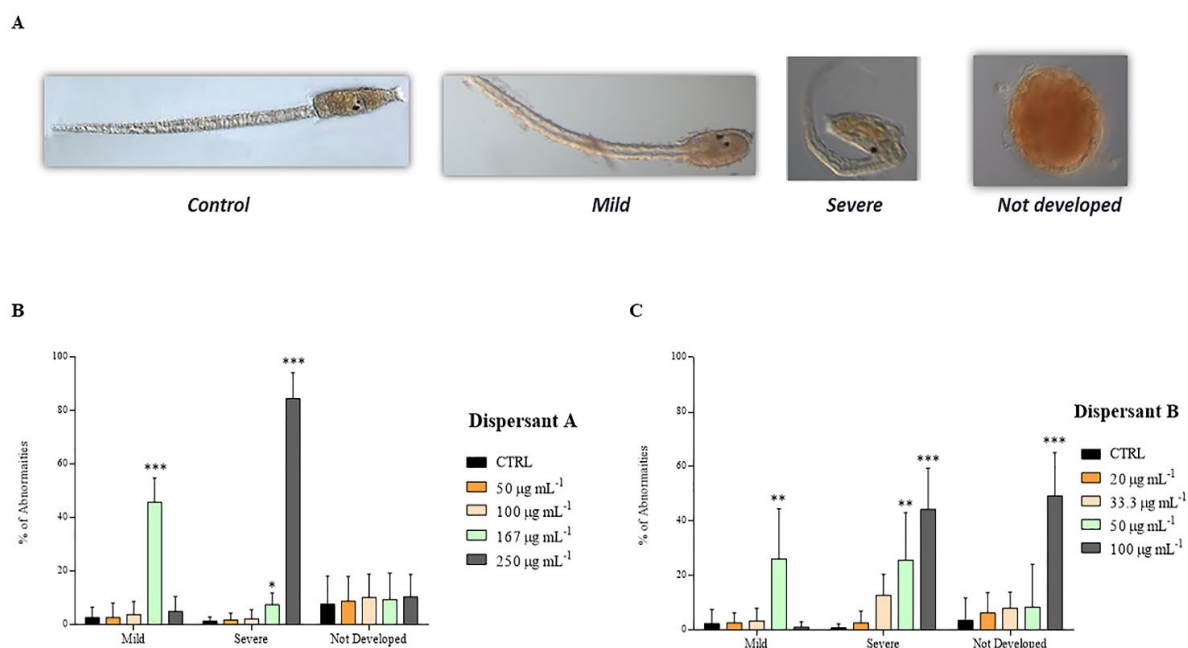 A
Control
Mild
Severe
Not developed
B
% of Abnormaities
100
80
60
40
20
0
***
*
***
Mild
Severe
Not Developed
Dispersant A
CTRL
50 µg mL-1
100 µg mL-1
167 µg mL-1
250 µg mL-1
C
% of Abnormaities
100
80
60
40
20
0
**
**
***
***
Mild
Severe
Not Developed
Dispersant B
CTRL
20 µg mL-1
33.3 µg mL-1
50 µg mL-1
100 µg mL-1